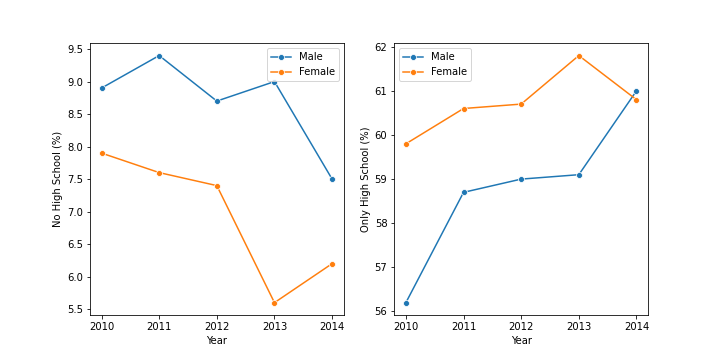 9.5
9.0
8.5
8.0
7.5
7.0
6.5
6.0
5.5
No High School (%)
2010 2011 2012 2013 2014
Year
Male
Female
62
61
60
59
58
57
56
Only High School (%)
2010 2011 2012 2013 2014
Year
Male
Female